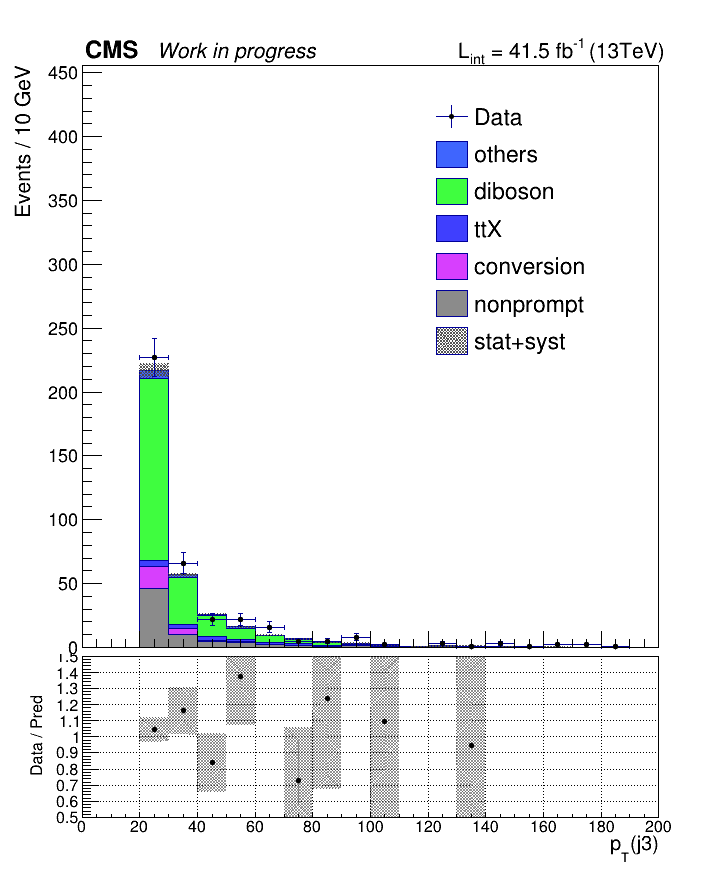 CMS Work in progress L_int = 41.5 fb^-1 (13TeV)
Events / 10 GeV
450
400
350
300
250
200
150
100
50
0
Data
others
diboson
ttX
conversion
nonprompt
stat+syst
Data / Pred
1.5
1.4
1.3
1.2
1.1
1
0.9
0.8
0.7
0.6
0.5
0 20 40 60 80 100 120 140 160 180 200
p_T(j3)